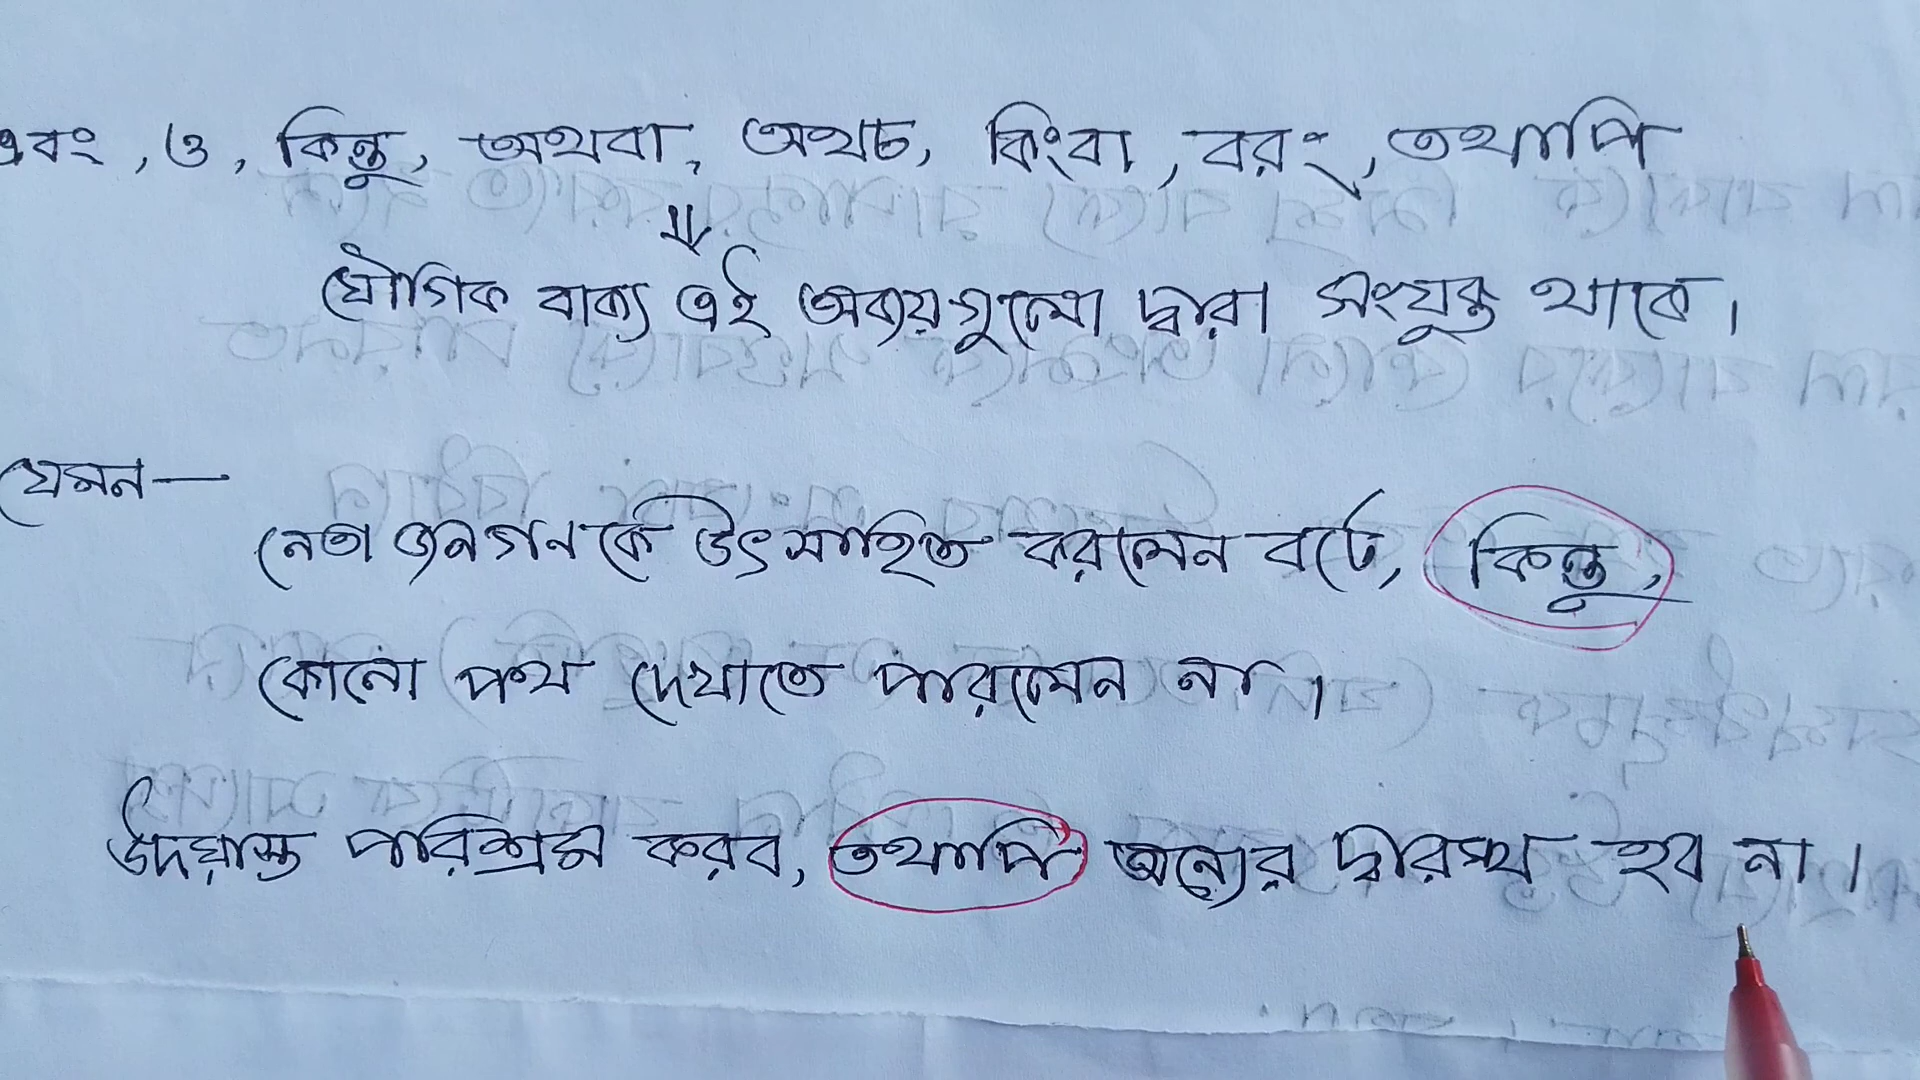 এবং, ও, কিন্তু, অথবা, অথচ, কিংবা, বরং, তথাপি
যৌগিক বাক্য এই অব্যয়গুলো দ্বারা সংযুক্ত থাকে।
যেমন—
নেতা জনগনকে উৎসাহিত করলেন বটে, কিন্তু,
কোনো পথ দেখাতে পারলেন না।
উদয়াস্ত পরিশ্রম করব, তথাপি অন্যের দ্বারস্থ হব না।